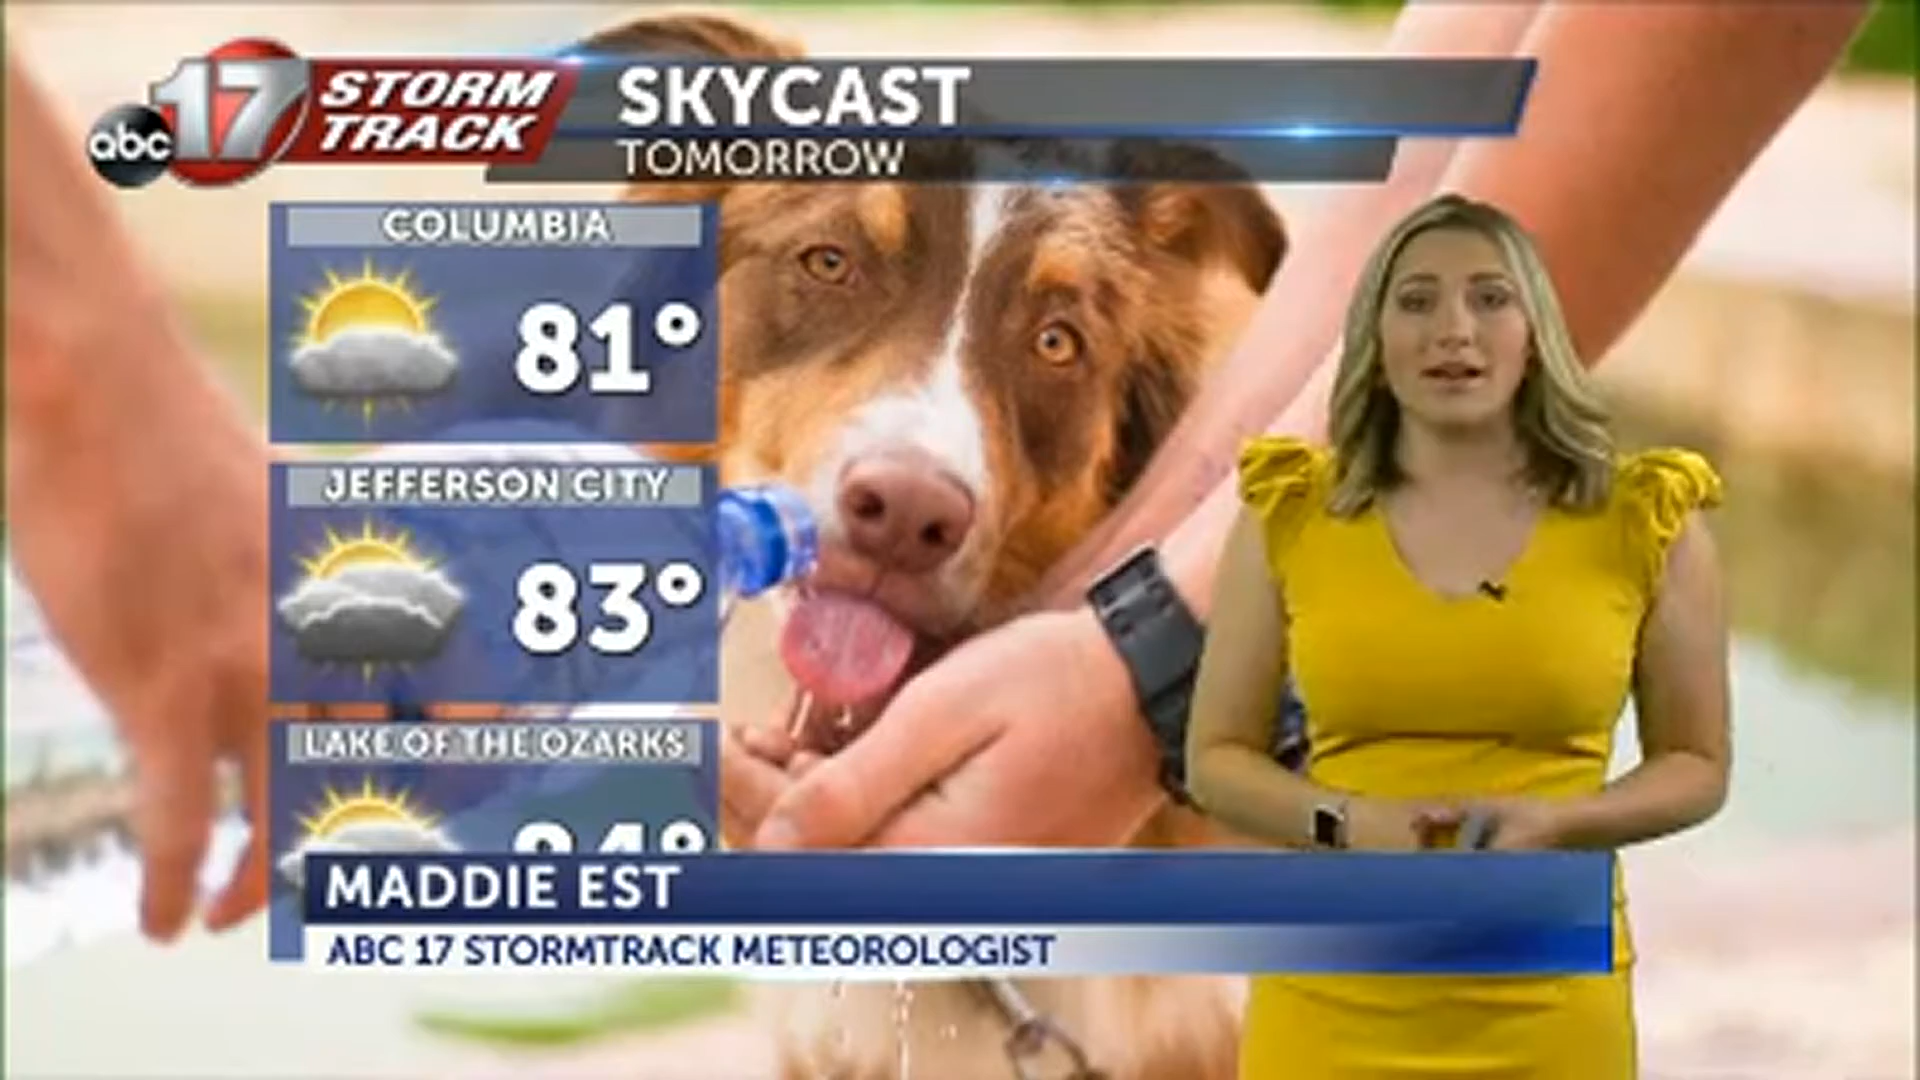 abc 17 STORM TRACK
SKYCAST
TOMORROW
COLUMBIA
81°
JEFFERSON CITY
83°
LAKE OF THE OZARKS
MADDIE EST
ABC 17 STORMTRACK METEOROLOGIST